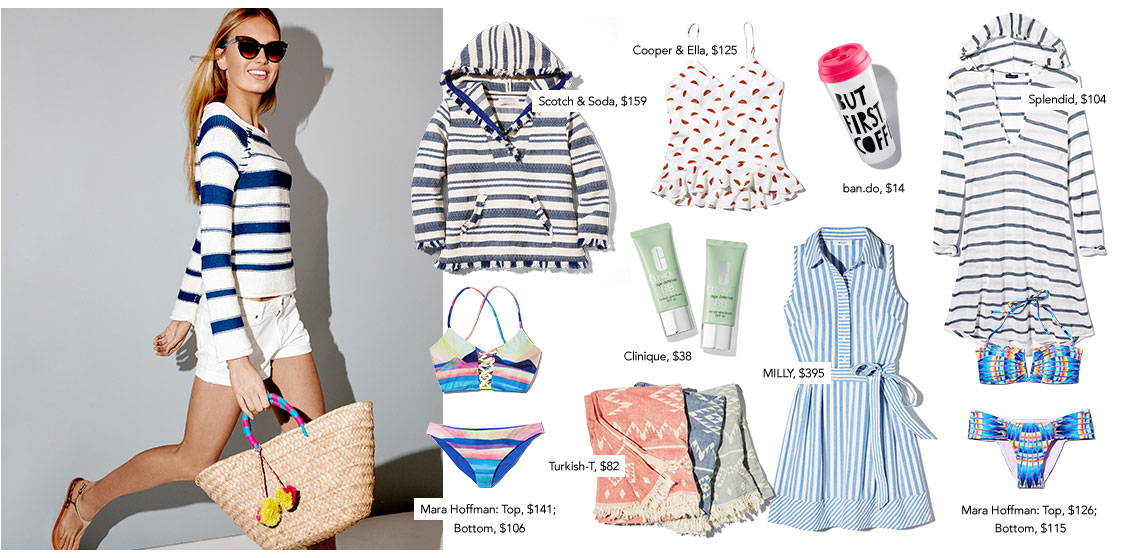 Cooper & Ella, $125
Scotch & Soda, $159
Splendid, $104
BUT
FIRST,
COFF
ban.do, $14
CLINIQUE
Clinique, $38
MILLY, $395
Turkish-T, $82
Mara Hoffman: Top, $141;
Bottom, $106
Mara Hoffman: Top, $126;
Bottom, $115